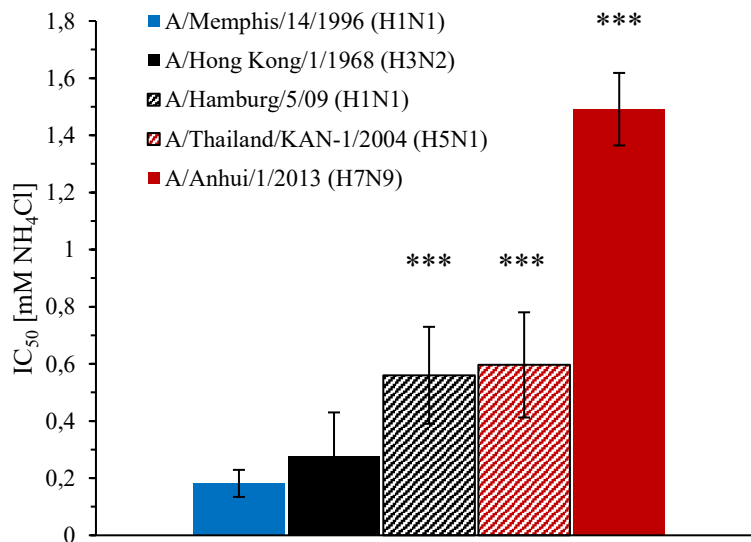 1,8
1,6
1,4
1,2
1
0,8
0,6
0,4
0,2
0
IC50 [mM NH4Cl]
A/Memphis/14/1996 (H1N1)
A/Hong Kong/1/1968 (H3N2)
A/Hamburg/5/09 (H1N1)
A/Thailand/KAN-1/2004 (H5N1)
A/Anhui/1/2013 (H7N9)
***
***
***